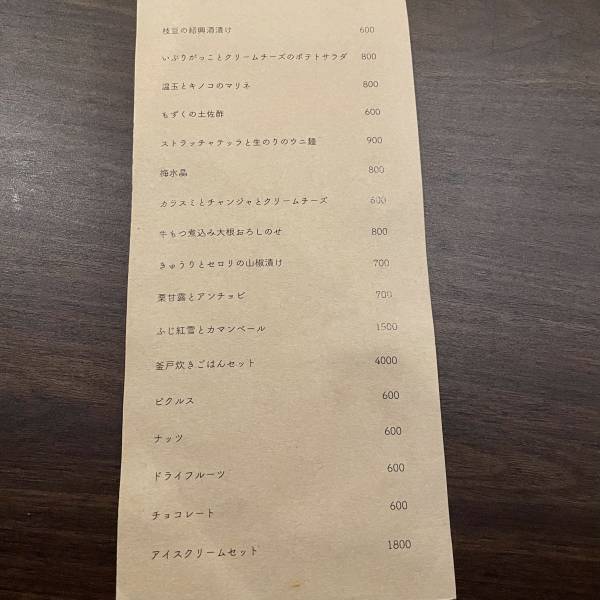 枝豆の紹興酒漬け 600
いぶりがっことクリームチーズのポテトサラダ 800
温玉とキノコのマリネ 800
もずくの土佐酢 600
ストラッチャテッラと生のりのウニ麺 900
梅水晶 800
カラスミとチャンジャとクリームチーズ 600
牛もつ煮込み大根おろしのせ 800
きゅうりとセロリの山椒漬け 700
栗甘露とアンチョビ 700
ふじ紅雪とカマンベール 1500
釜戸炊きごはんセット 4000
ピクルス 600
ナッツ 600
ドライフルーツ 600
チョコレート 600
アイスクリームセット 1800